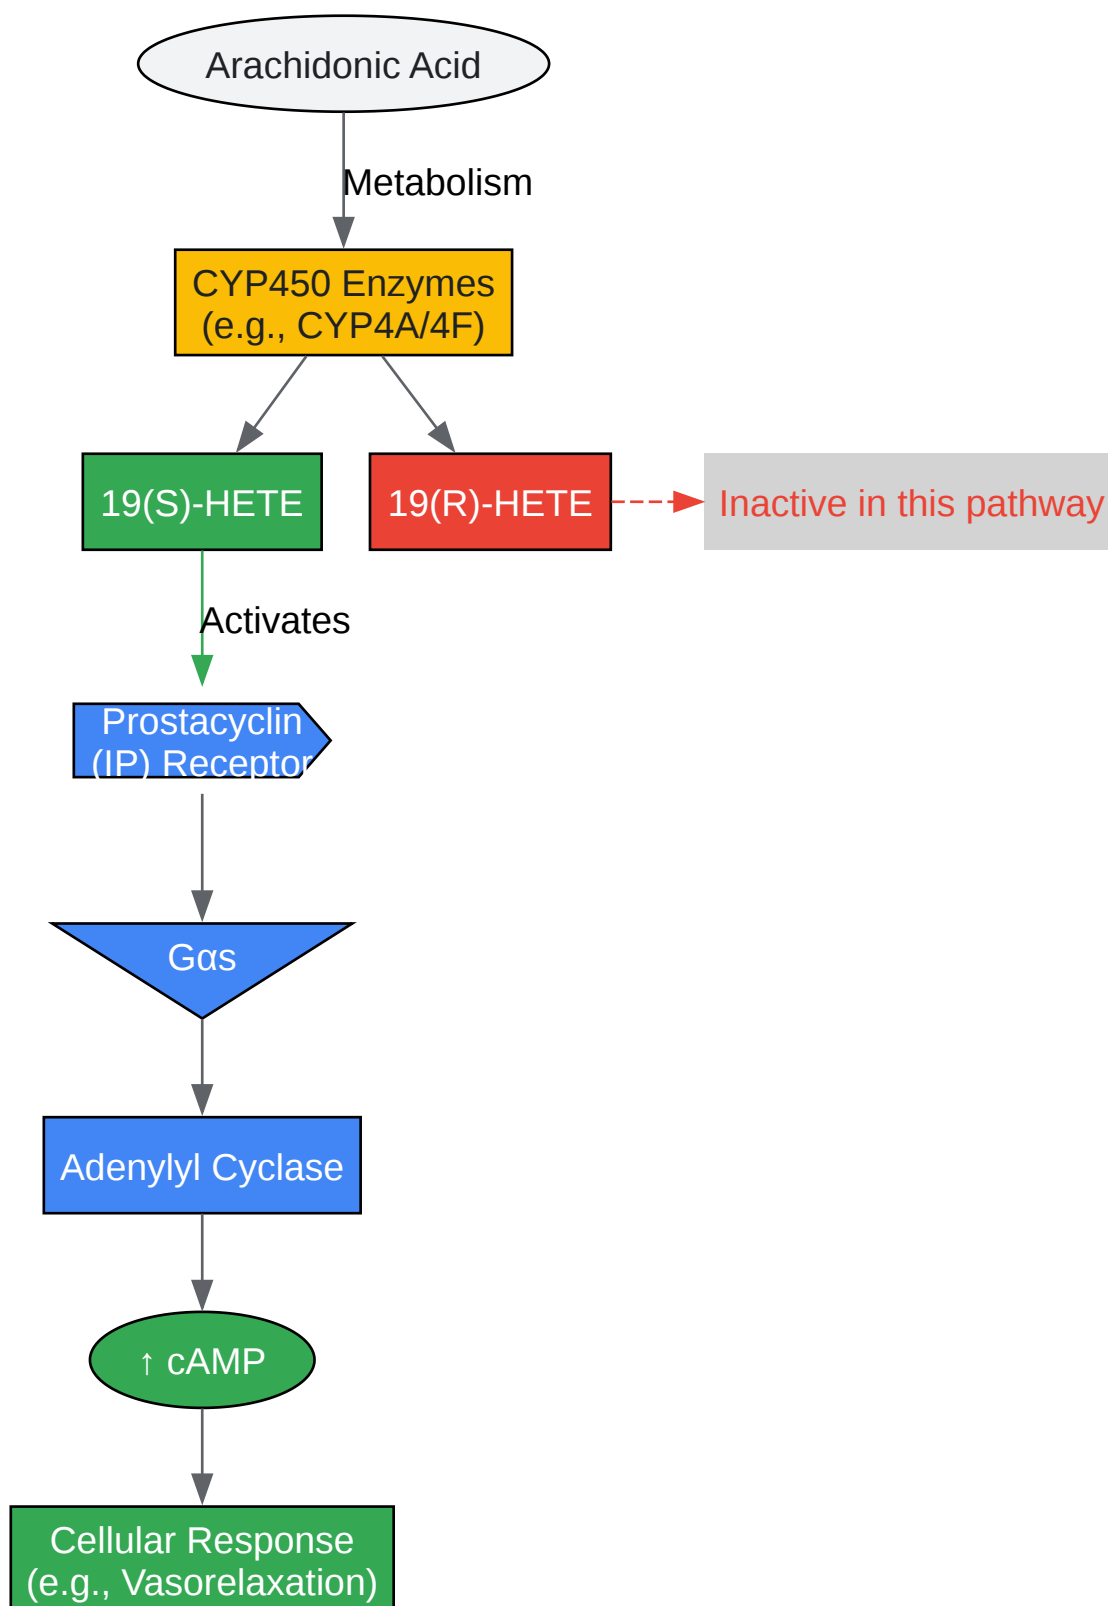 Arachidonic Acid
Metabolism
CYP450 Enzymes
(e.g., CYP4A/4F)
19(S)-HETE
19(R)-HETE
Inactive in this pathway
Activates
Prostacyclin
(IP) Receptor
Gαs
Adenylyl Cyclase
↑ cAMP
Cellular Response
(e.g., Vasorelaxation)